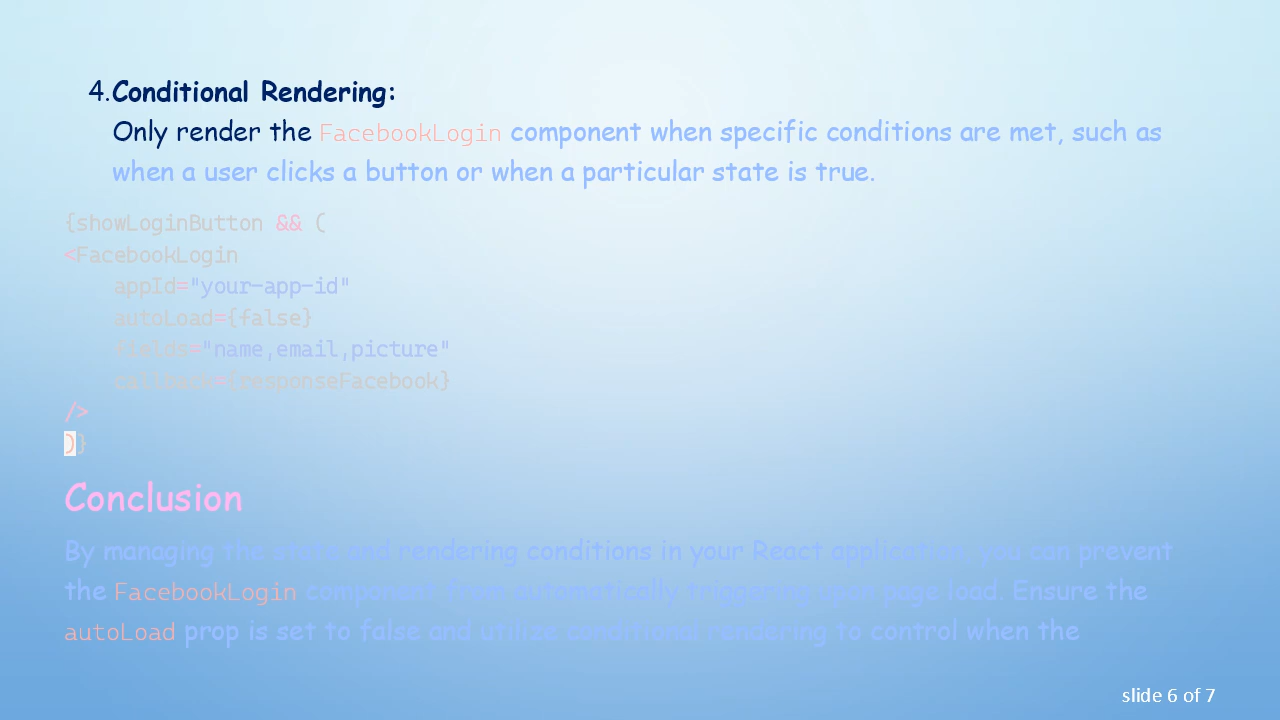 4.Conditional Rendering:
Only render the FacebookLogin component when specific conditions are met, such as
when a user clicks a button or when a particular state is true.
{showLoginButton && (
<FacebookLogin
appId="your-app-id"
autoLoad={false}
fields="name,email,picture"
callback={responseFacebook}
/>
)}
Conclusion
By managing the state and rendering conditions in your React application, you can prevent
the FacebookLogin component from automatically triggering upon page load. Ensure the
autoLoad prop is set to false and utilize conditional rendering to control when the
slide 6 of 7